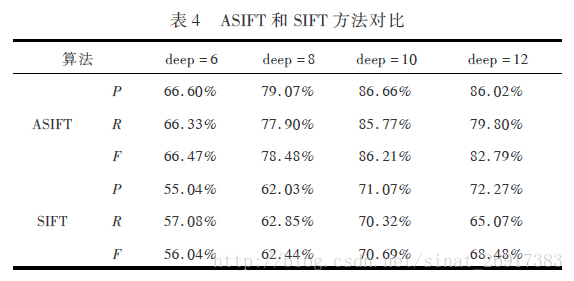 表 4 ASIFT 和 SIFT 方法对比
算法 deep = 6 deep = 8 deep = 10 deep = 12
P 66.60% 79.07% 86.66% 86.02%
ASIFT R 66.33% 77.90% 85.77% 79.80%
F 66.47% 78.48% 86.21% 82.79%
P 55.04% 62.03% 71.07% 72.27%
SIFT R 57.08% 62.85% 70.32% 65.07%
F 56.04% 62.44% 70.69% 68.48%
http://blog.csdn.net/sinat_26917383